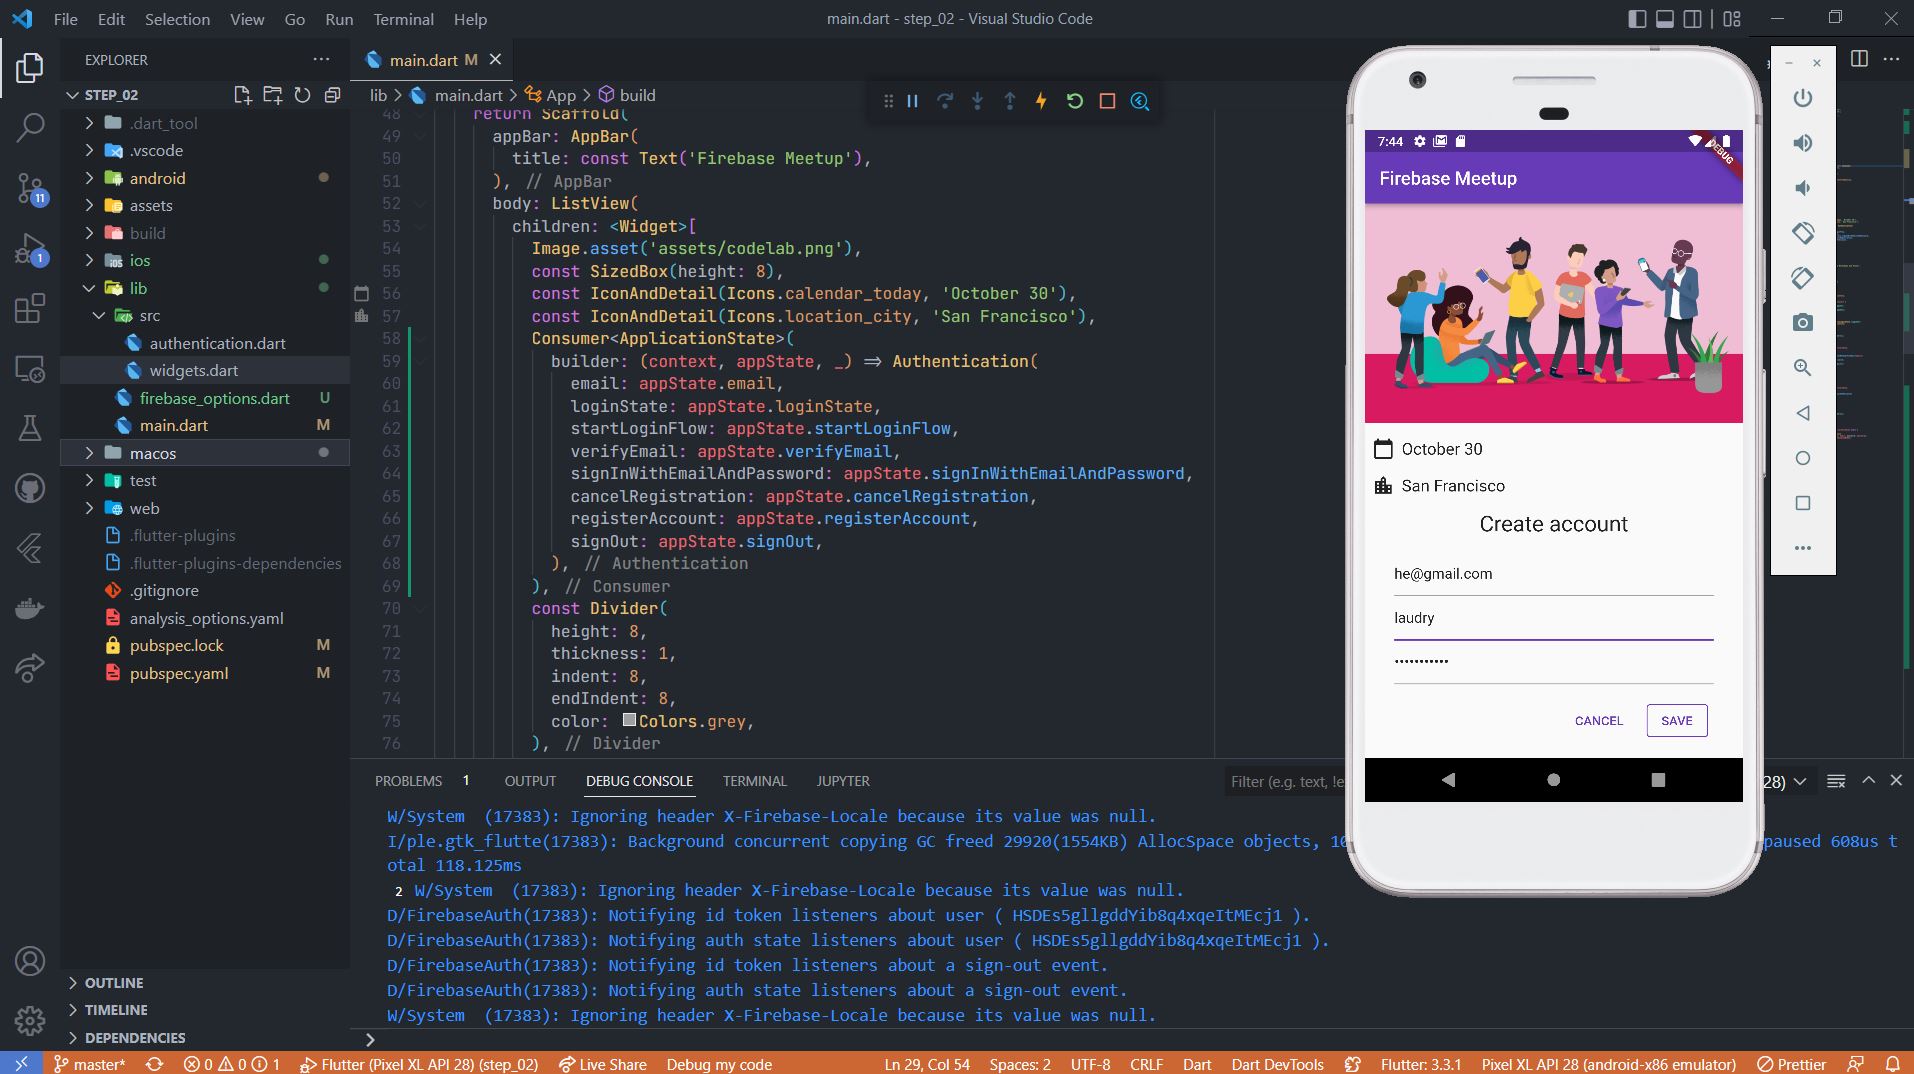 File Edit Selection View Go Run Terminal Help
main.dart - step_02 - Visual Studio Code
EXPLORER
STEP_02
.dart_tool
.vscode
android
assets
build
ios
lib
src
authentication.dart
widgets.dart
firebase_options.dart U
main.dart M
macos
test
web
.flutter-plugins
.flutter-plugins-dependencies
.gitignore
analysis_options.yaml
pubspec.lock M
pubspec.yaml M
OUTLINE
TIMELINE
DEPENDENCIES
11
1
main.dart M
lib > main.dart > App > build
48 return Scaffold(
49 appBar: AppBar(
50 title: const Text('Firebase Meetup'),
51 ), // AppBar
52 body: ListView(
53 children: <Widget>[
54 Image.asset('assets/codelab.png'),
55 const SizedBox(height: 8),
56 const IconAndDetail(Icons.calendar_today, 'October 30'),
57 const IconAndDetail(Icons.location_city, 'San Francisco'),
58 Consumer<ApplicationState>(
59 builder: (context, appState, _) => Authentication(
60 email: appState.email,
61 loginState: appState.loginState,
62 startLoginFlow: appState.startLoginFlow,
63 verifyEmail: appState.verifyEmail,
64 signInWithEmailAndPassword: appState.signInWithEmailAndPassword,
65 cancelRegistration: appState.cancelRegistration,
66 registerAccount: appState.registerAccount,
67 signOut: appState.signOut,
68 ), // Authentication
69 ), // Consumer
70 const Divider(
71 height: 8,
72 thickness: 1,
73 indent: 8,
74 endIndent: 8,
75 color: Colors.grey,
76 ), // Divider
7:44
DEBUG
Firebase Meetup
October 30
San Francisco
Create account
he@gmail.com
laudry
•••••••••••
CANCEL SAVE
PROBLEMS 1 OUTPUT DEBUG CONSOLE TERMINAL JUPYTER
Filter (e.g. text, !e
28)
W/System (17383): Ignoring header X-Firebase-Locale because its value was null.
I/ple.gtk_flutte(17383): Background concurrent copying GC freed 29920(1554KB) AllocSpace objects, 10 paused 608us t
otal 118.125ms
2 W/System (17383): Ignoring header X-Firebase-Locale because its value was null.
D/FirebaseAuth(17383): Notifying id token listeners about user ( HSDEs5gllgddYib8q4xqeItMEcj1 ).
D/FirebaseAuth(17383): Notifying auth state listeners about user ( HSDEs5gllgddYib8q4xqeItMEcj1 ).
D/FirebaseAuth(17383): Notifying id token listeners about a sign-out event.
D/FirebaseAuth(17383): Notifying auth state listeners about a sign-out event.
W/System (17383): Ignoring header X-Firebase-Locale because its value was null.
master* 0 0 1 Flutter (Pixel XL API 28) (step_02) Live Share Debug my code Ln 29, Col 54 Spaces: 2 UTF-8 CRLF Dart Dart DevTools Flutter: 3.3.1 Pixel XL API 28 (android-x86 emulator) Prettier